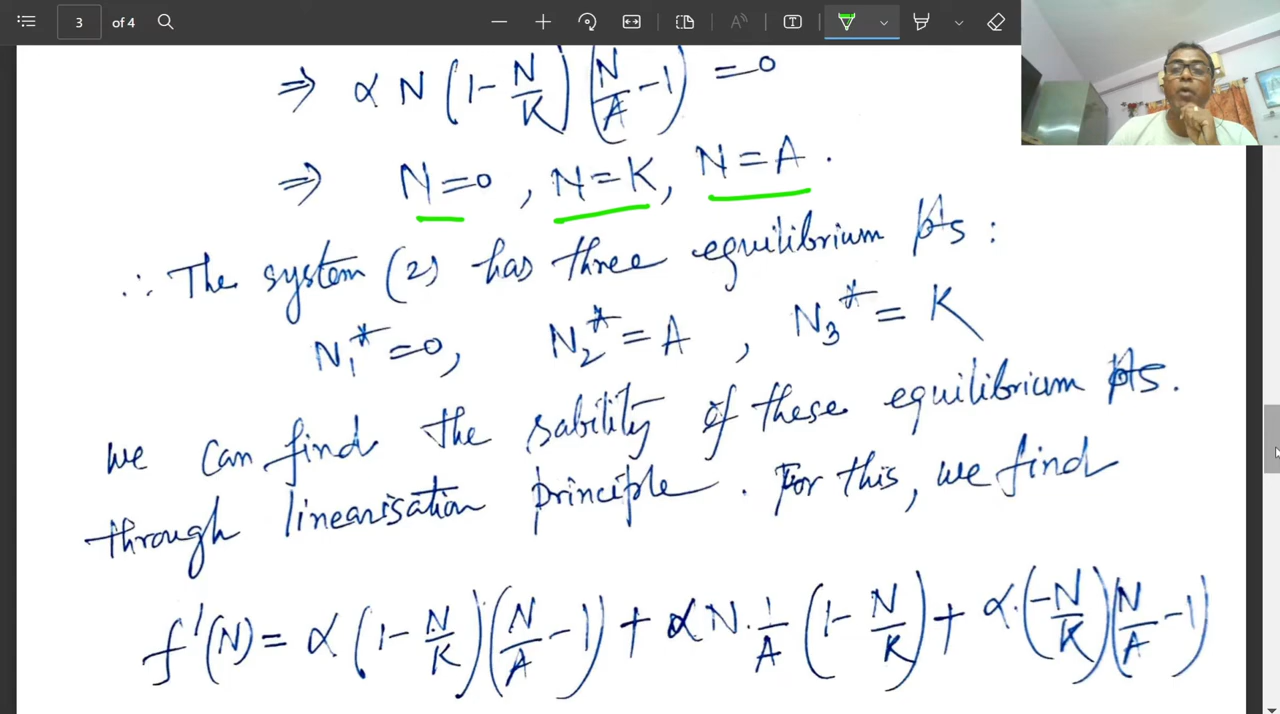 3 of 4
⇒ α N (1 - N/K) (N/A - 1) = 0
⇒ N = 0, N = K, N = A.
∴ The system (2) has three equilibrium pts:
N₁* = 0, N₂* = A, N₃* = K
we can find the sability of these equilibrium pts.
through linearisation principle. For this, we find
f'(N) = α (1 - N/K) (N/A - 1) + α N · 1/A (1 - N/K) + α · (-N/K) (N/A - 1)